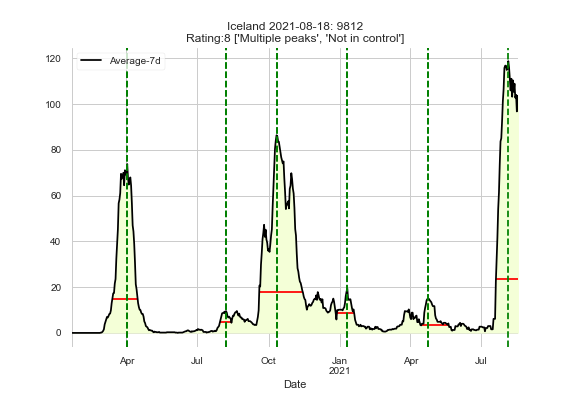 Iceland 2021-08-18: 9812
Rating:8 ['Multiple peaks', 'Not in control']
Average-7d
120
100
80
60
40
20
0
Apr Jul Oct Jan Apr Jul
2021
Date